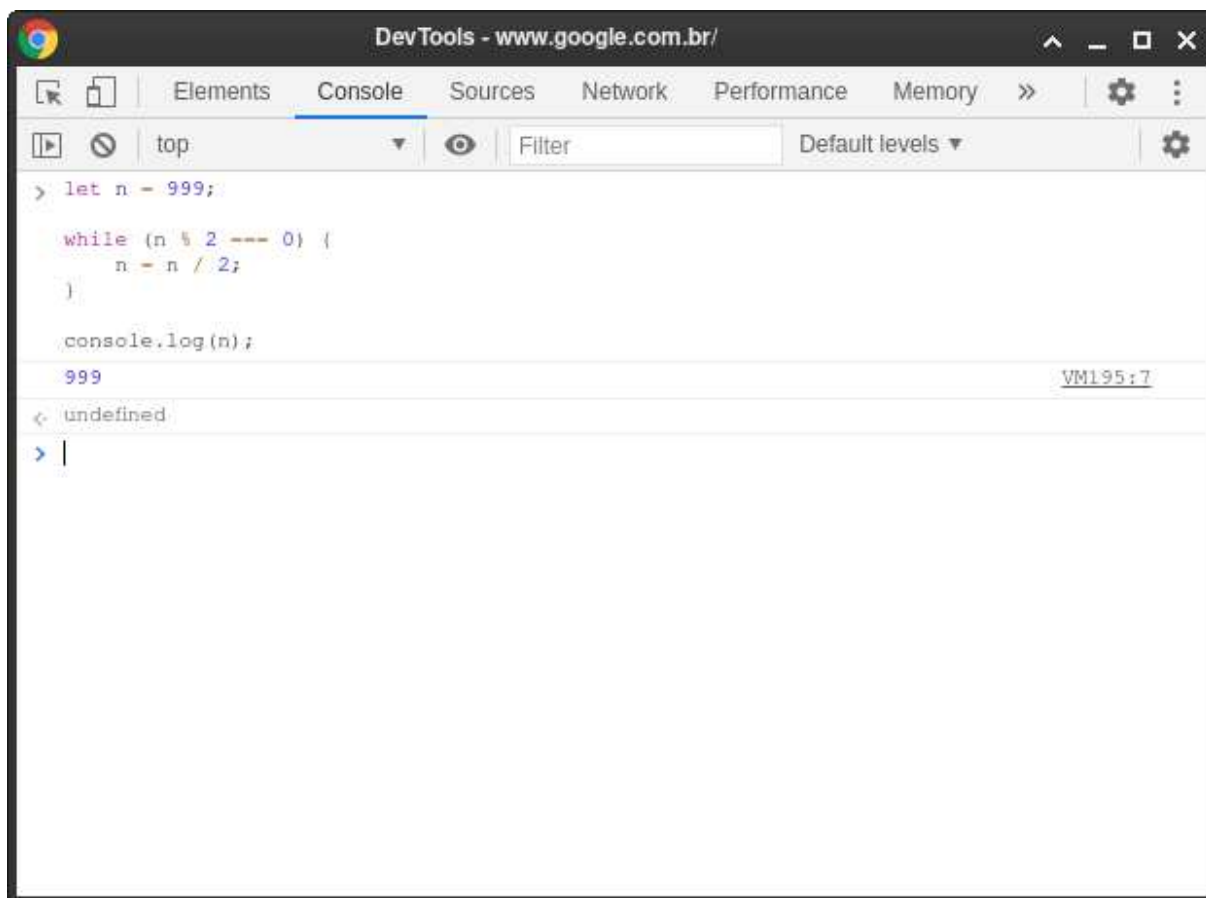 DevTools - www.google.com.br/
Elements Console Sources Network Performance Memory »
top Filter Default levels ▼
> let n = 999;
while (n % 2 === 0) {
    n = n / 2;
}
console.log(n);
999 VM195:7
undefined
>